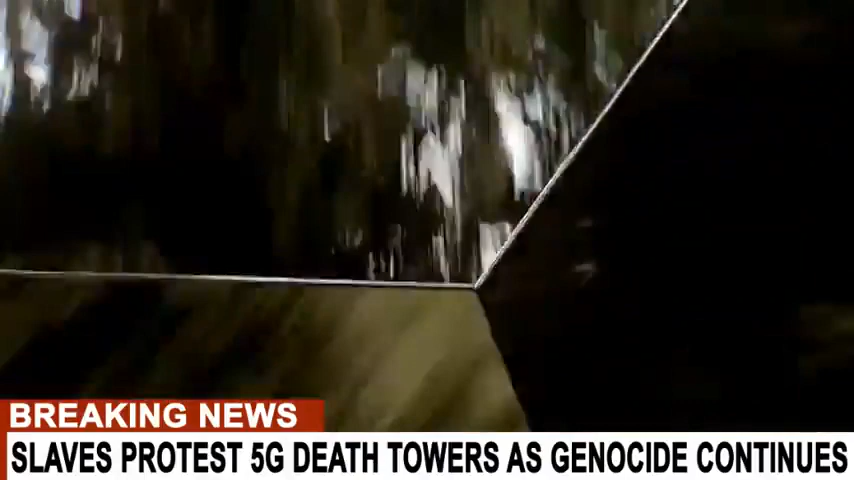 BREAKING NEWS
SLAVES PROTEST 5G DEATH TOWERS AS GENOCIDE CONTINUES